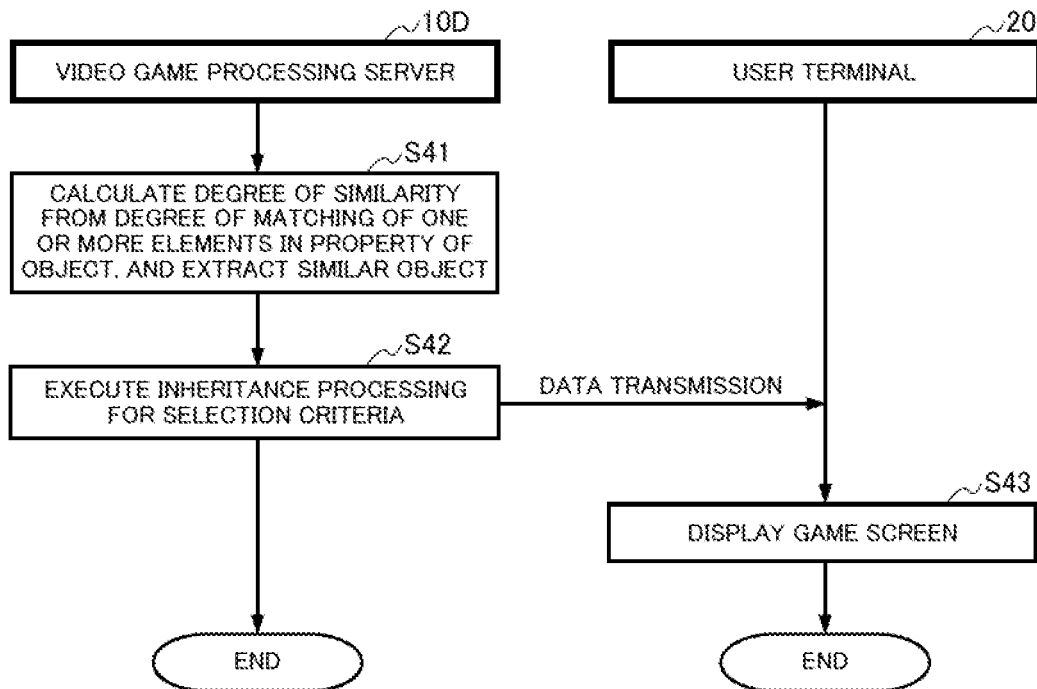 10D
VIDEO GAME PROCESSING SERVER
20
USER TERMINAL
S41
CALCULATE DEGREE OF SIMILARITY
FROM DEGREE OF MATCHING OF ONE
OR MORE ELEMENTS IN PROPERTY OF
OBJECT, AND EXTRACT SIMILAR OBJECT
S42
EXECUTE INHERITANCE PROCESSING
FOR SELECTION CRITERIA
DATA TRANSMISSION
S43
DISPLAY GAME SCREEN
END
END